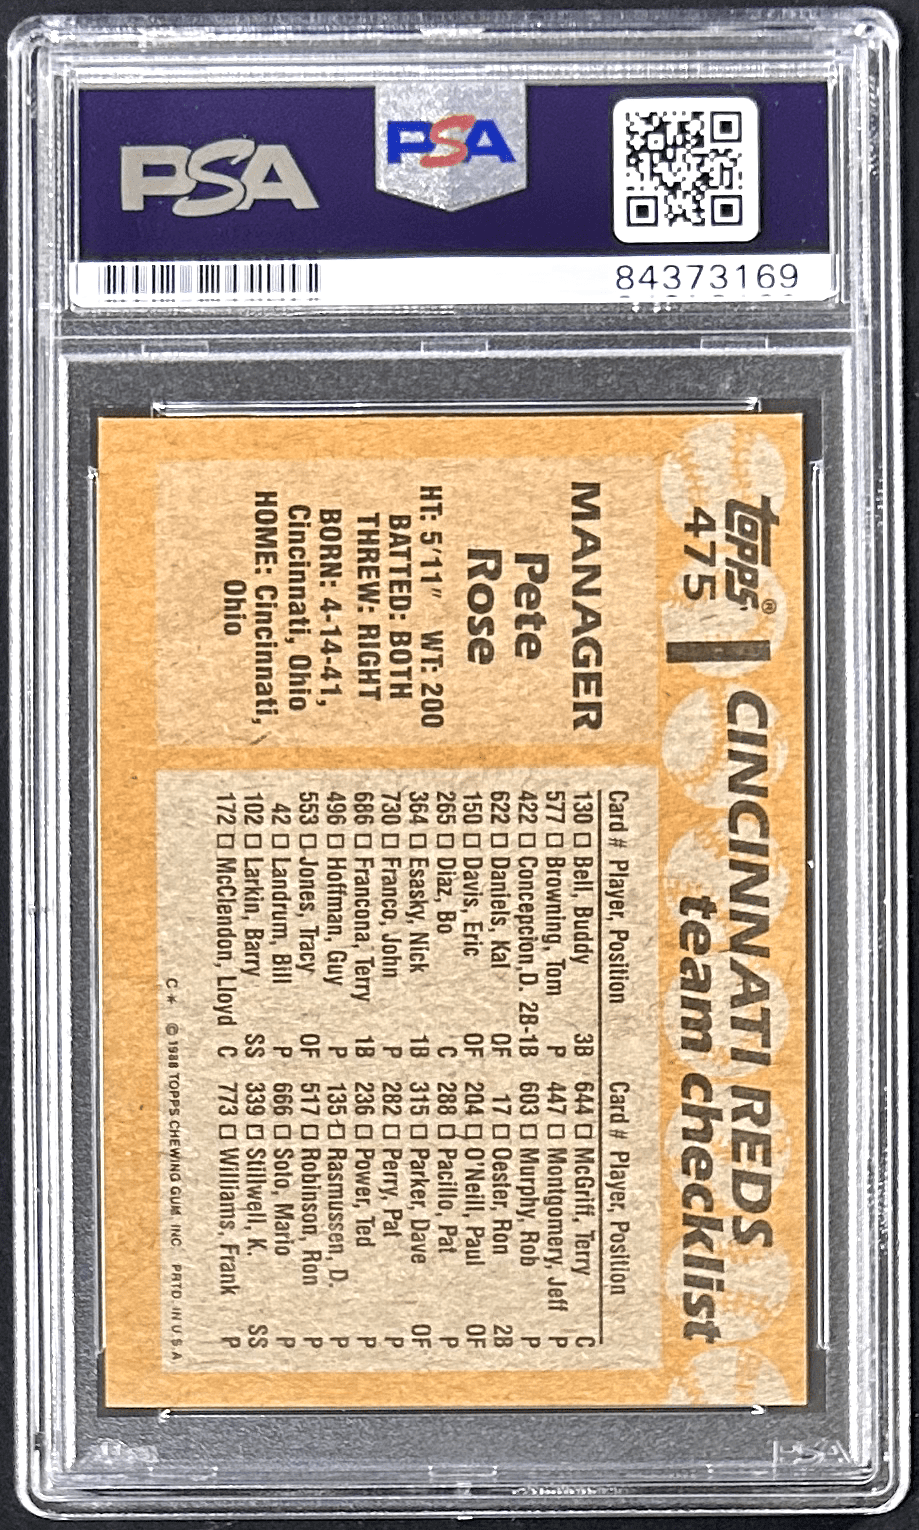 PSA
PSA
84373169
topps®
475
CINCINNATI REDS
team checklist
MANAGER
Pete
Rose
HT: 5'11" WT: 200
BATTED: BOTH
THREW: RIGHT
BORN: 4-14-41,
Cincinnati, Ohio
HOME: Cincinnati,
Ohio
Card # Player, Position
130 □ Bell, Buddy 3B
577 □ Browning, Tom P
422 □ Concepcion, D. 2B-1B
622 □ Daniels, Kal OF
150 □ Davis, Eric OF
265 □ Diaz, Bo C
364 □ Esasky, Nick 1B
730 □ Franco, John P
686 □ Francona, Terry 1B
496 □ Hoffman, Guy P
553 □ Jones, Tracy OF
42 □ Landrum, Bill P
102 □ Larkin, Barry SS
172 □ McClendon, Lloyd C
Card # Player, Position
644 □ McGriff, Terry C
447 □ Montgomery, Jeff P
603 □ Murphy, Rob P
17 □ Oester, Ron 2B
204 □ O'Neill, Paul OF
288 □ Pacillo, Pat P
315 □ Parker, Dave OF
282 □ Perry, Pat P
236 □ Power, Ted P
135 □ Rasmussen, D. P
517 □ Robinson, Ron P
666 □ Soto, Mario P
339 □ Stillwell, K. SS
773 □ Williams, Frank P
C* © 1988 TOPPS CHEWING GUM, INC. PRTD. IN U.S.A.
PSA